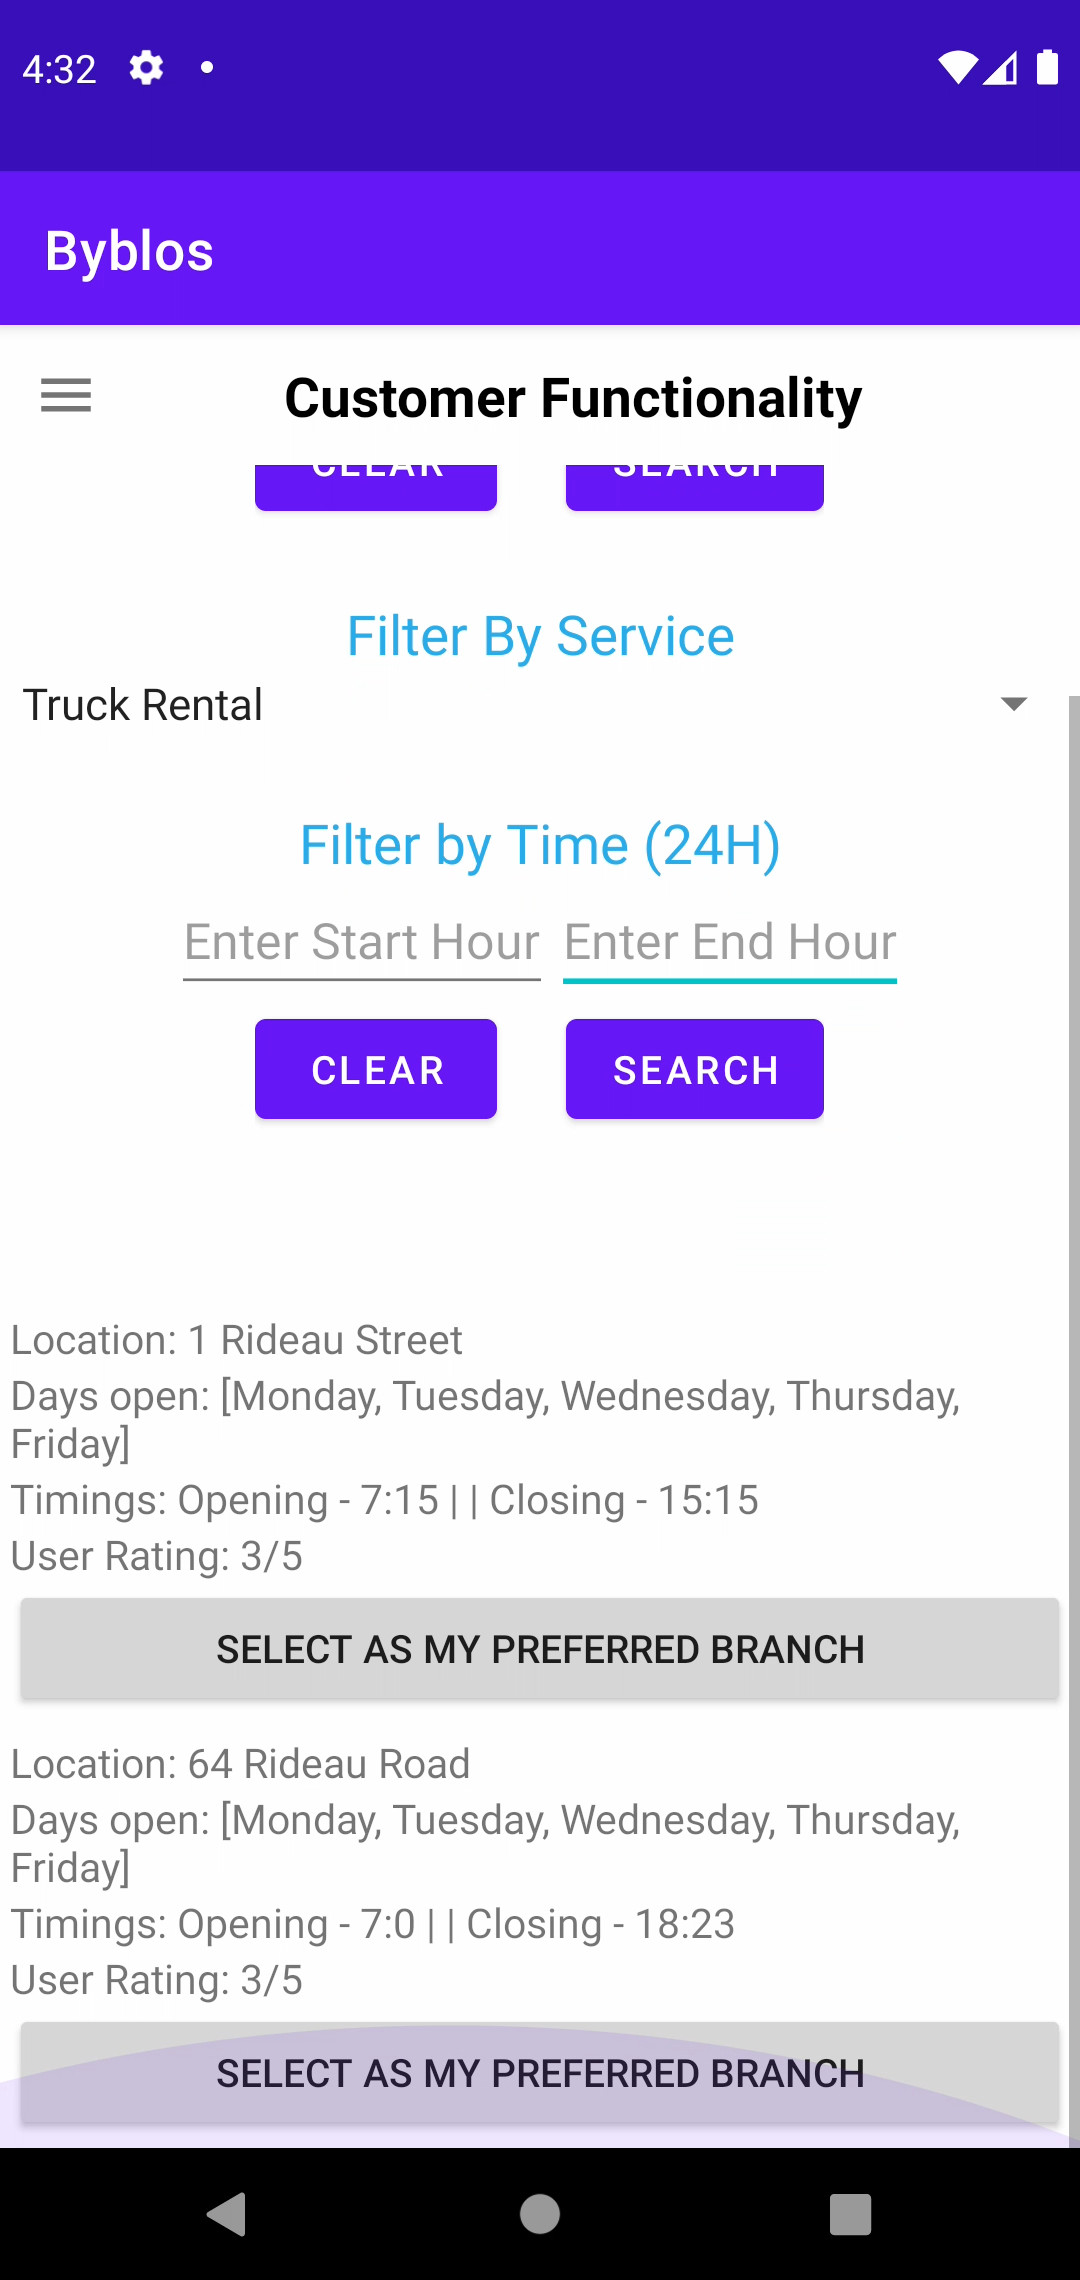 4:32
Byblos
Customer Functionality
CLEAR SEARCH
Filter By Service
Truck Rental
Filter by Time (24H)
Enter Start Hour Enter End Hour
CLEAR SEARCH
Location: 1 Rideau Street
Days open: [Monday, Tuesday, Wednesday, Thursday,
Friday]
Timings: Opening - 7:15 | | Closing - 15:15
User Rating: 3/5
SELECT AS MY PREFERRED BRANCH
Location: 64 Rideau Road
Days open: [Monday, Tuesday, Wednesday, Thursday,
Friday]
Timings: Opening - 7:0 | | Closing - 18:23
User Rating: 3/5
SELECT AS MY PREFERRED BRANCH